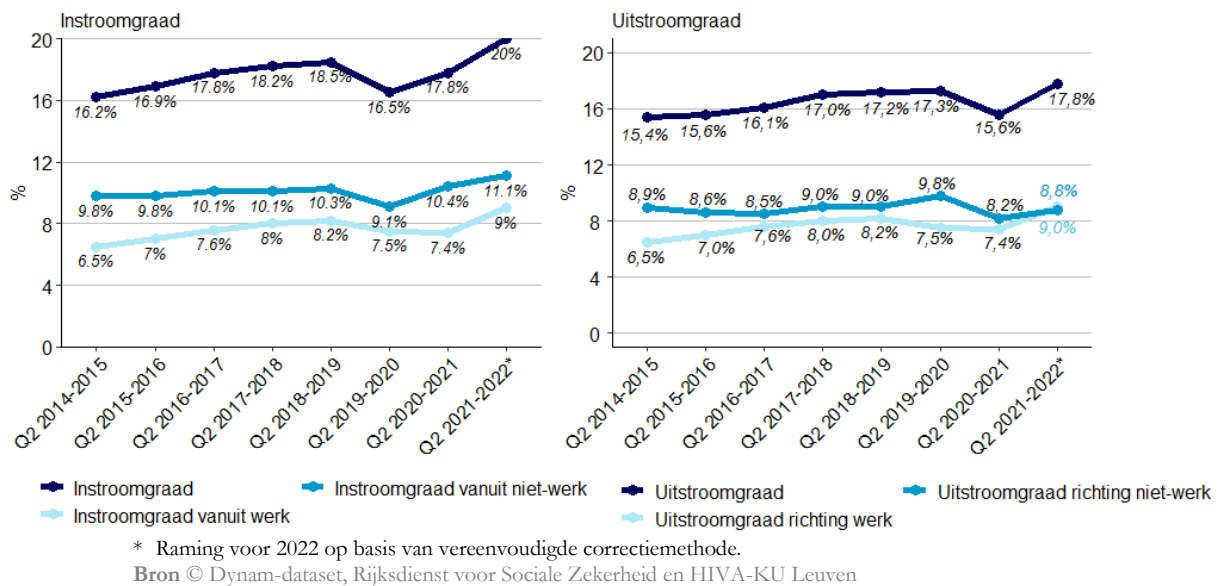 Instroomgraad
20
16
12
8
4
0
%
20%
16.2%
16.9%
17.8%
18.2%
18.5%
16.5%
17.8%
9.8%
9.8%
10.1%
10.1%
10.3%
9.1%
10.4%
11.1%
6.5%
7%
7.6%
8%
8.2%
7.5%
7.4%
9%
Q2 2014-2015
Q2 2015-2016
Q2 2016-2017
Q2 2017-2018
Q2 2018-2019
Q2 2019-2020
Q2 2020-2021
Q2 2021-2022*
Instroomgraad
Instroomgraad vanuit niet-werk
Instroomgraad vanuit werk
Uitstroomgraad
20
16
12
8
4
0
%
15,4%
15,6%
16,1%
17,0%
17,2%
17,3%
15,6%
17,8%
8,9%
8,6%
8,5%
9,0%
9,0%
9,8%
8,2%
8,8%
6,5%
7,0%
7,6%
8,0%
8,2%
7,5%
7,4%
9,0%
Q2 2014-2015
Q2 2015-2016
Q2 2016-2017
Q2 2017-2018
Q2 2018-2019
Q2 2019-2020
Q2 2020-2021
Q2 2021-2022*
Uitstroomgraad
Uitstroomgraad richting niet-werk
Uitstroomgraad richting werk
* Raming voor 2022 op basis van vereenvoudigde correctiemethode.
Bron © Dynam-dataset, Rijksdienst voor Sociale Zekerheid en HIVA-KU Leuven